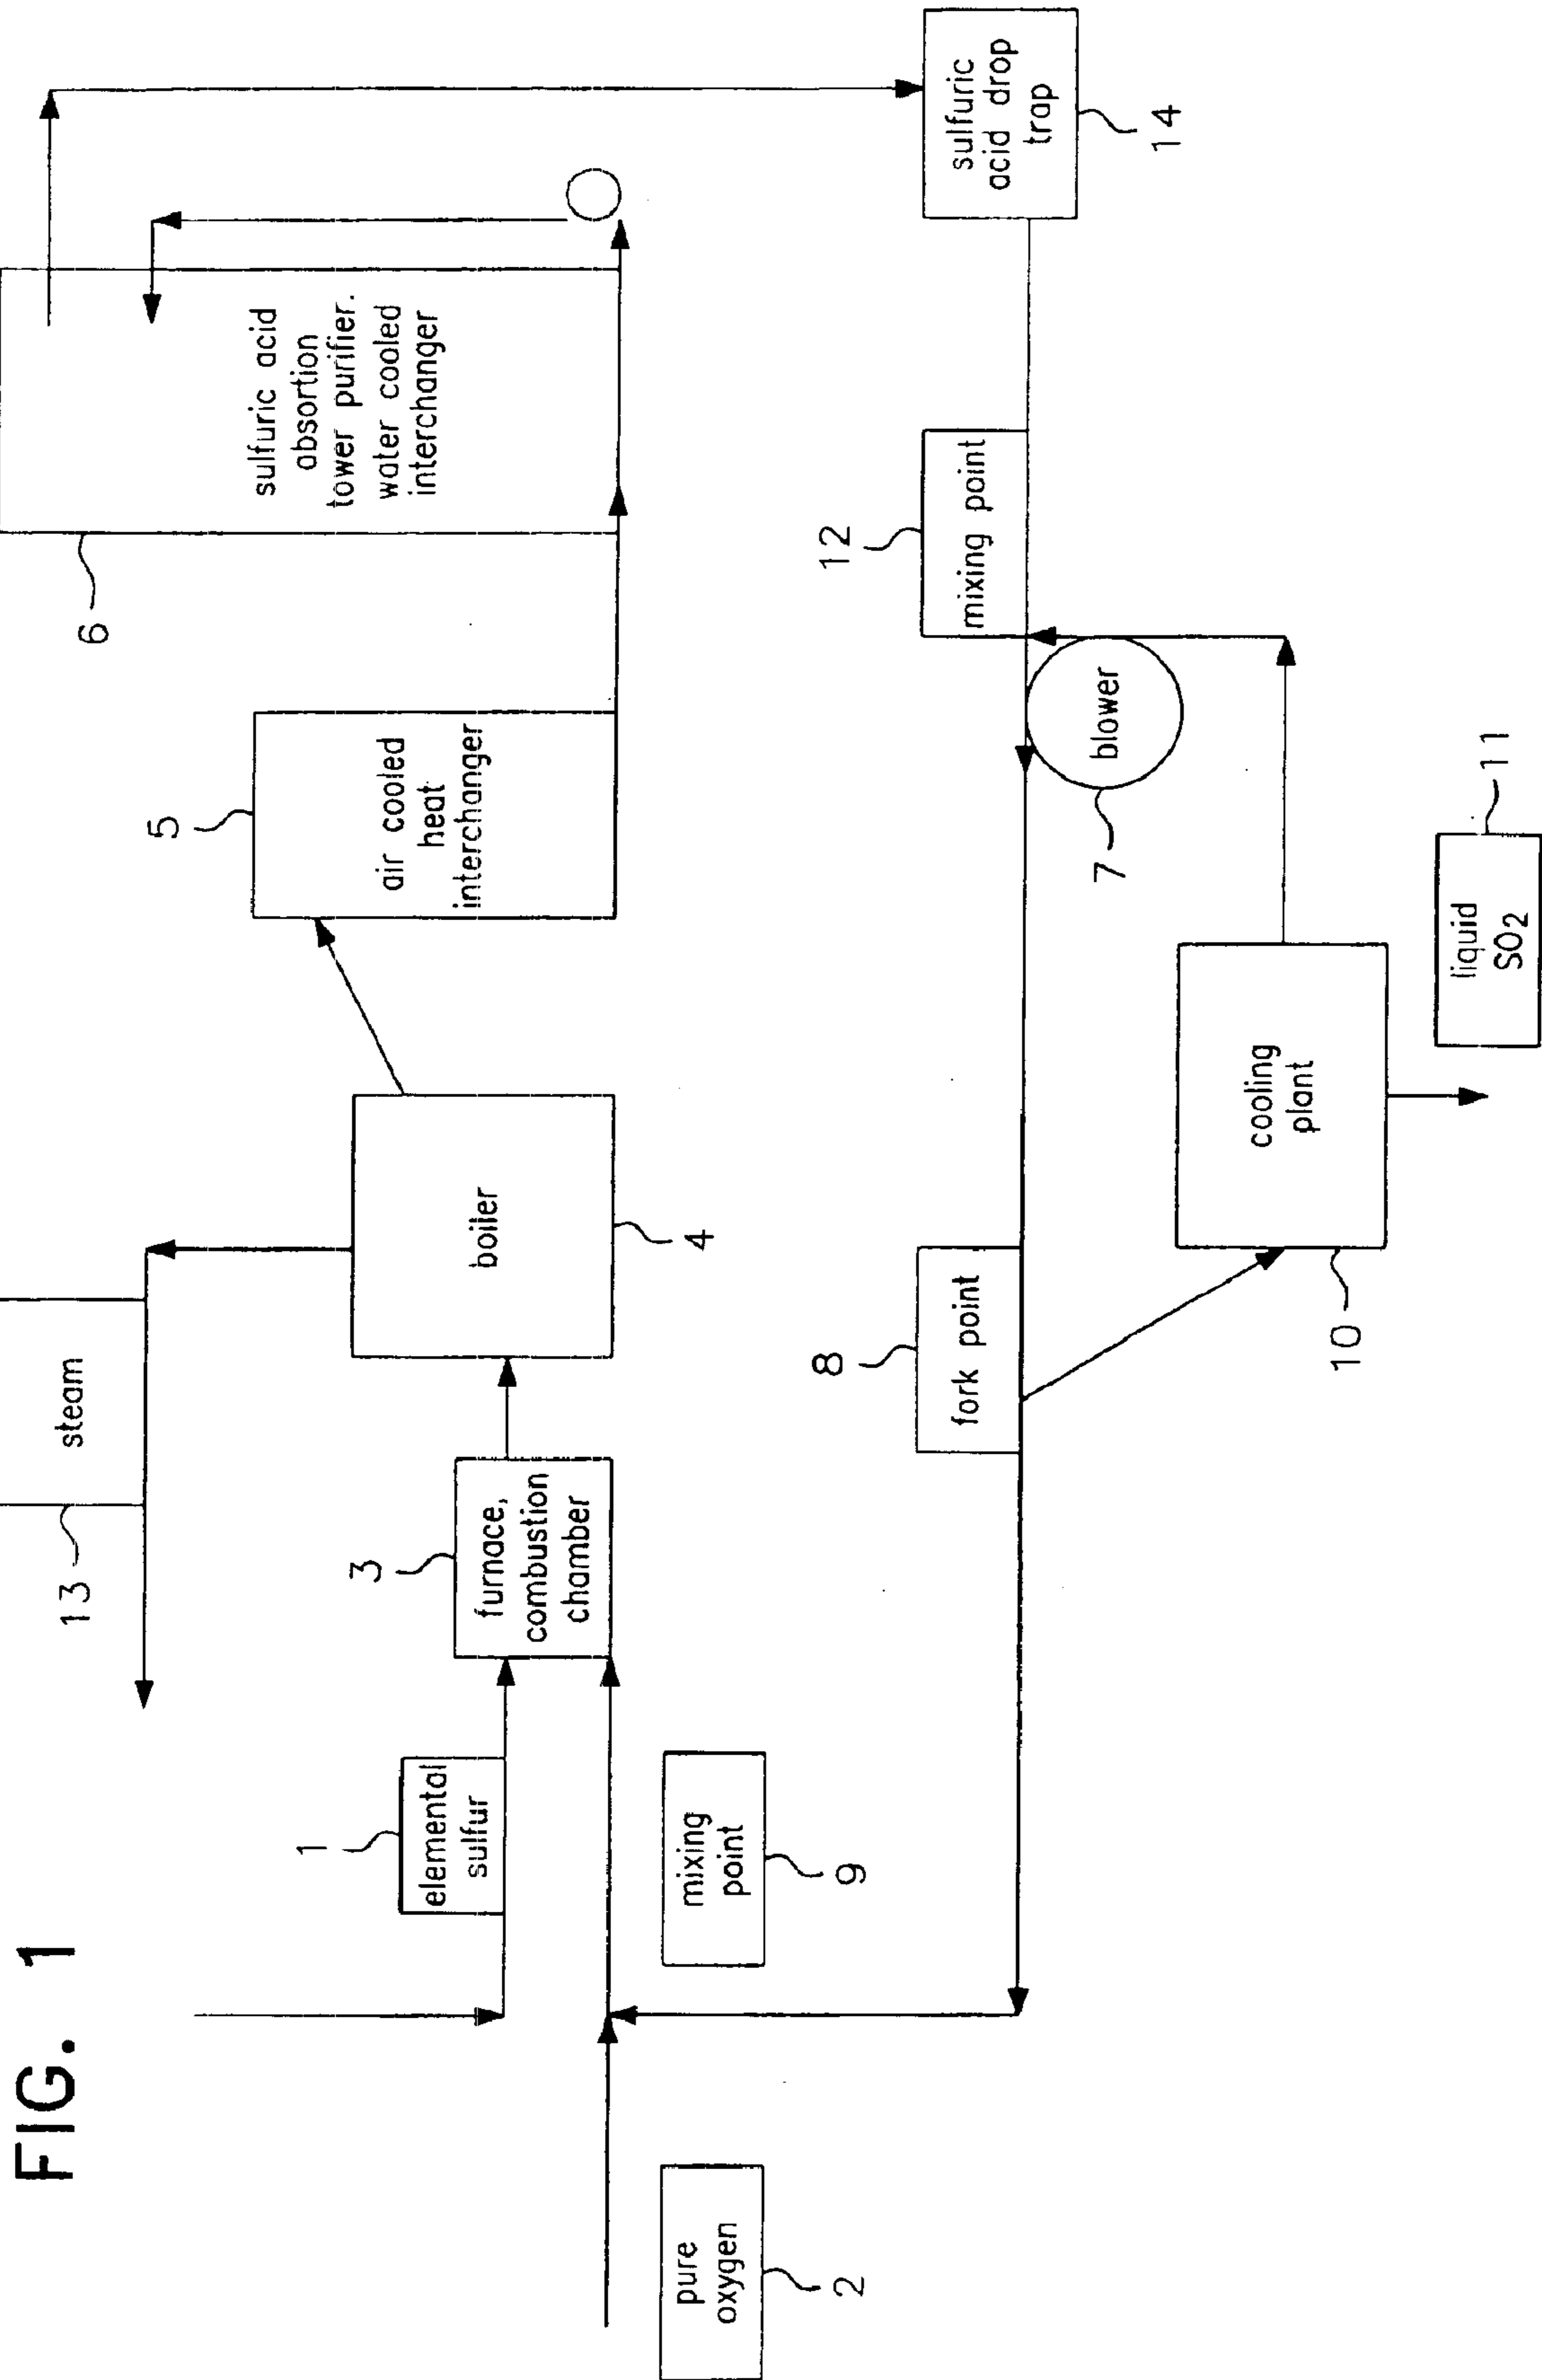 FIG. 1
13
steam
6
sulfuric acid
absortion
tower purifier.
water cooled
interchanger
5
air cooled
heat
interchanger
boiler
4
3
furnace,
combustion
chamber
1
elemental
sulfur
mixing
point
9
pure
oxygen
2
8
fork point
12
mixing point
sulfuric
acid drop
trap
14
blower
7
cooling
plant
10
liquid
SO2
11